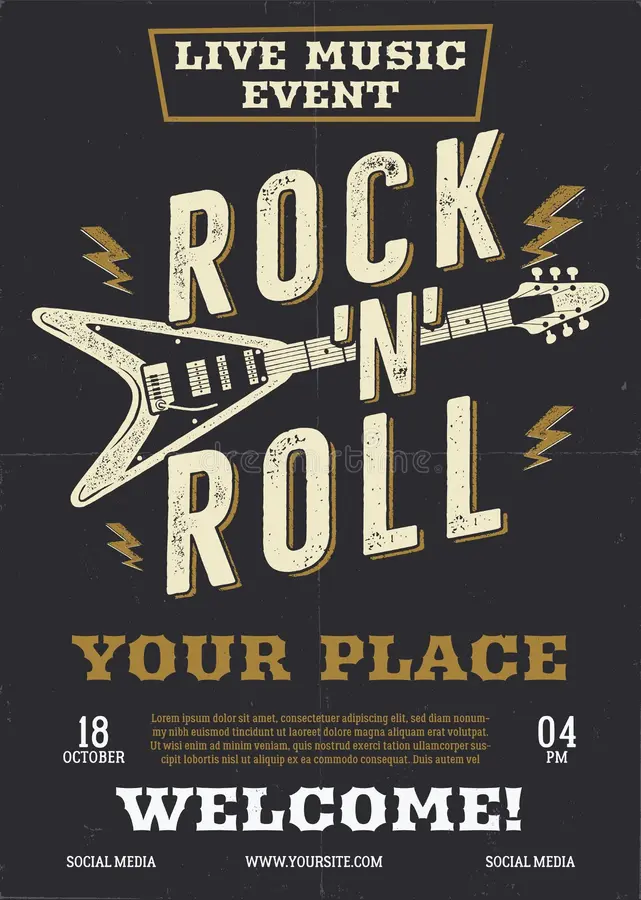 LIVE MUSIC
EVENT
ROCK
'N'
ROLL
dreamstime.com
YOUR PLACE
18
OCTOBER
Lorem ipsum dolor sit amet, consectetuer adipiscing elit, sed diam nonum-
my nibh euismod tincidunt ut laoreet dolore magna aliquam erat volutpat.
Ut wisi enim ad minim veniam, quis nostrud exerci tation ullamcorper sus-
cipit lobortis nisl ut aliquip ex ea commodo consequat. Duis autem vel
04
PM
WELCOME!
SOCIAL MEDIA
WWW.YOURSITE.COM
SOCIAL MEDIA